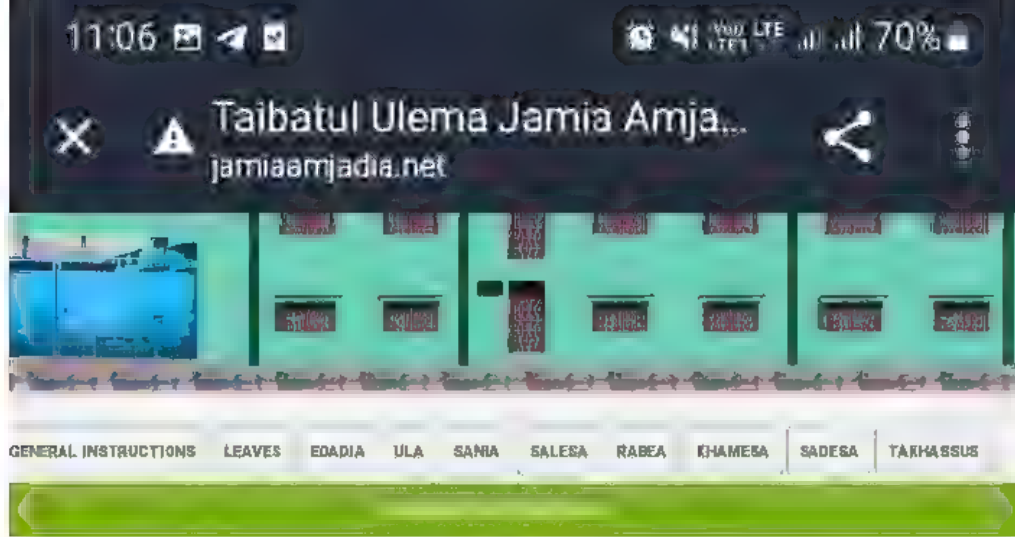 11:06 LTE 70%
Taibatul Ulema Jamia Amja...
jamiaamjadia.net
GENERAL INSTRUCTIONS LEAVES EDADIA ULA SANIA SALESA RABEA KHAMESA SADESA TAKHASSUS